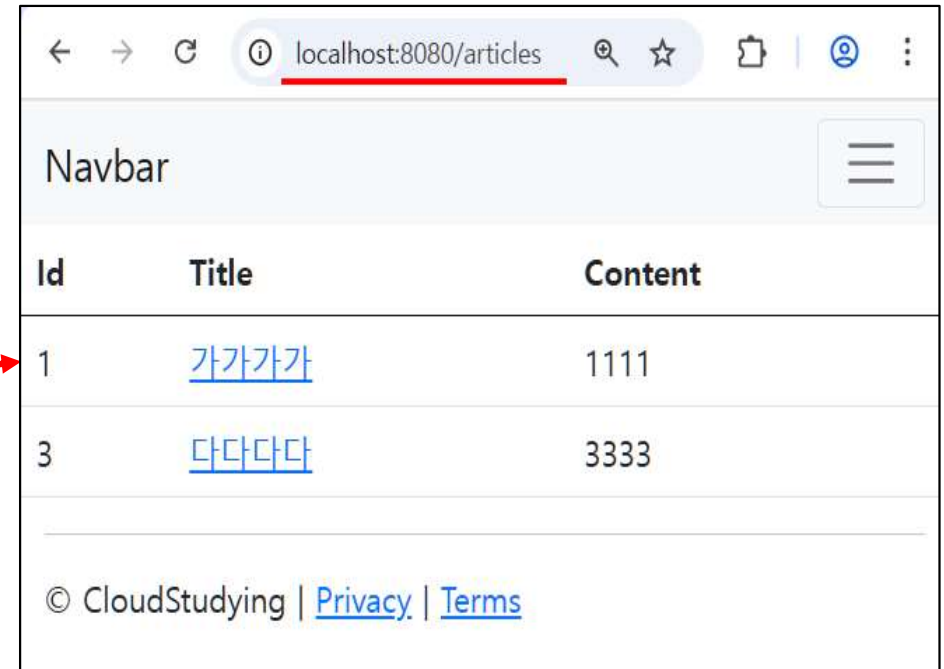 localhost:8080/articles
Navbar
Id Title Content
1 가가가가 1111
3 다다다다 3333
© CloudStudying | Privacy | Terms